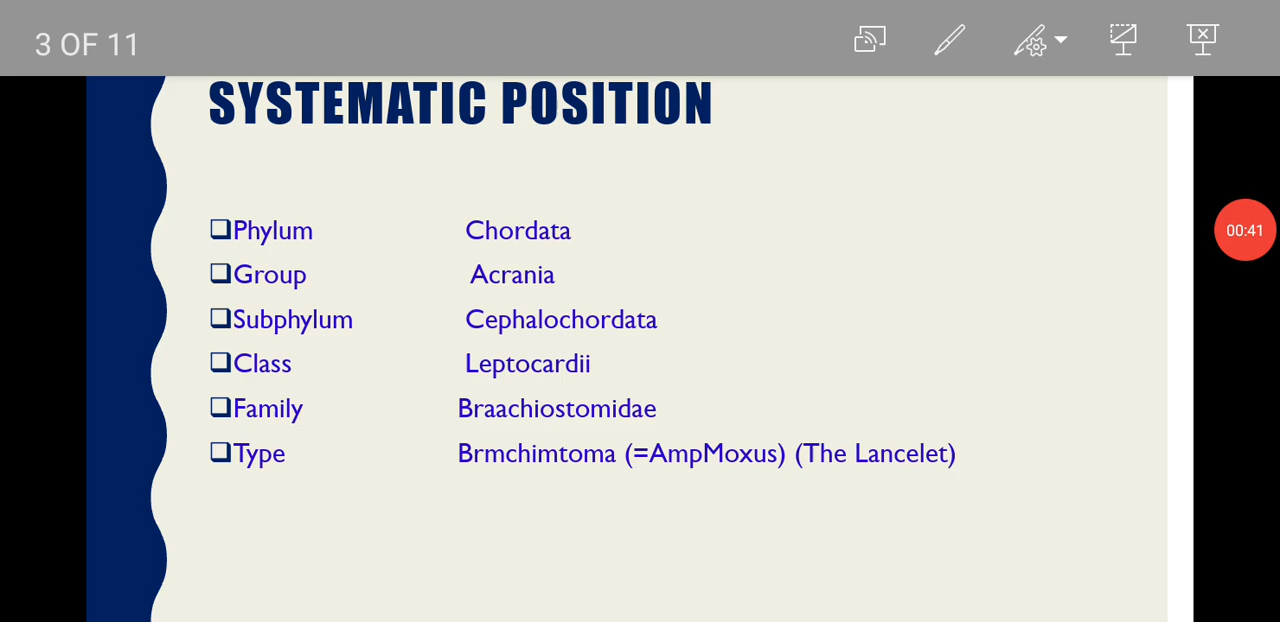 3 OF 11
SYSTEMATIC POSITION
❑Phylum Chordata
❑Group Acrania
❑Subphylum Cephalochordata
❑Class Leptocardii
❑Family Braachiostomidae
❑Type Brmchimtoma (=AmpMoxus) (The Lancelet)
00:41